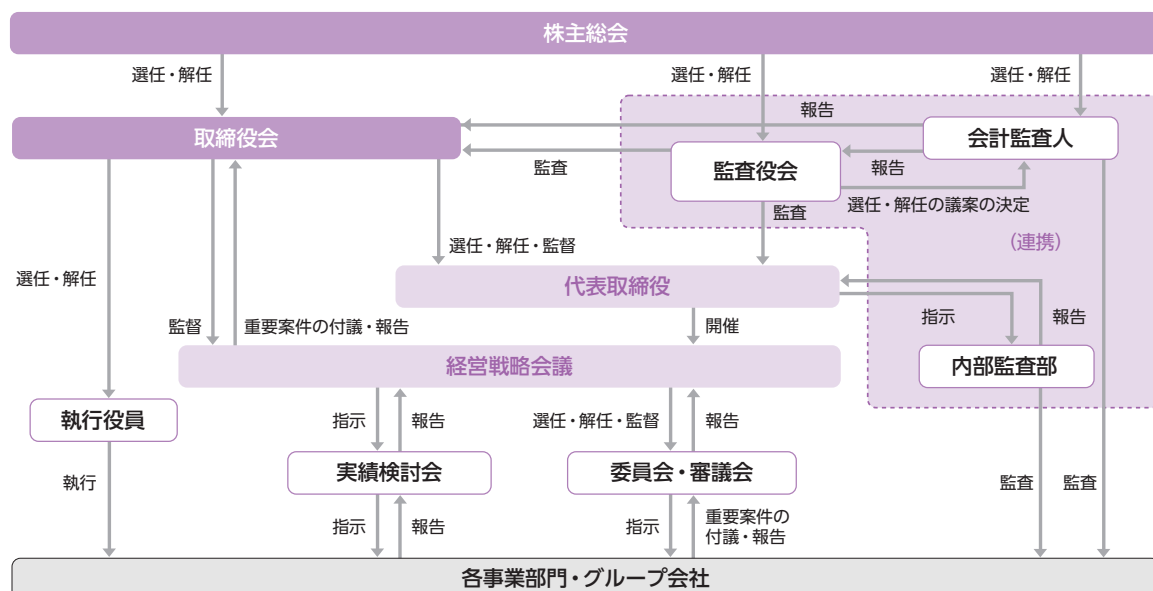 株主総会
選任・解任
選任・解任
選任・解任
報告
取締役会
会計監査人
監査
監査役会
報告
選任・解任の議案の決定
監査
選任・解任・監督
(連携)
選任・解任
代表取締役
監督
重要案件の付議・報告
開催
指示
報告
経営戦略会議
内部監査部
執行役員
指示
報告
選任・解任・監督
報告
実績検討会
委員会・審議会
執行
監査
監査
指示
報告
指示
重要案件の
付議・報告
各事業部門・グループ会社